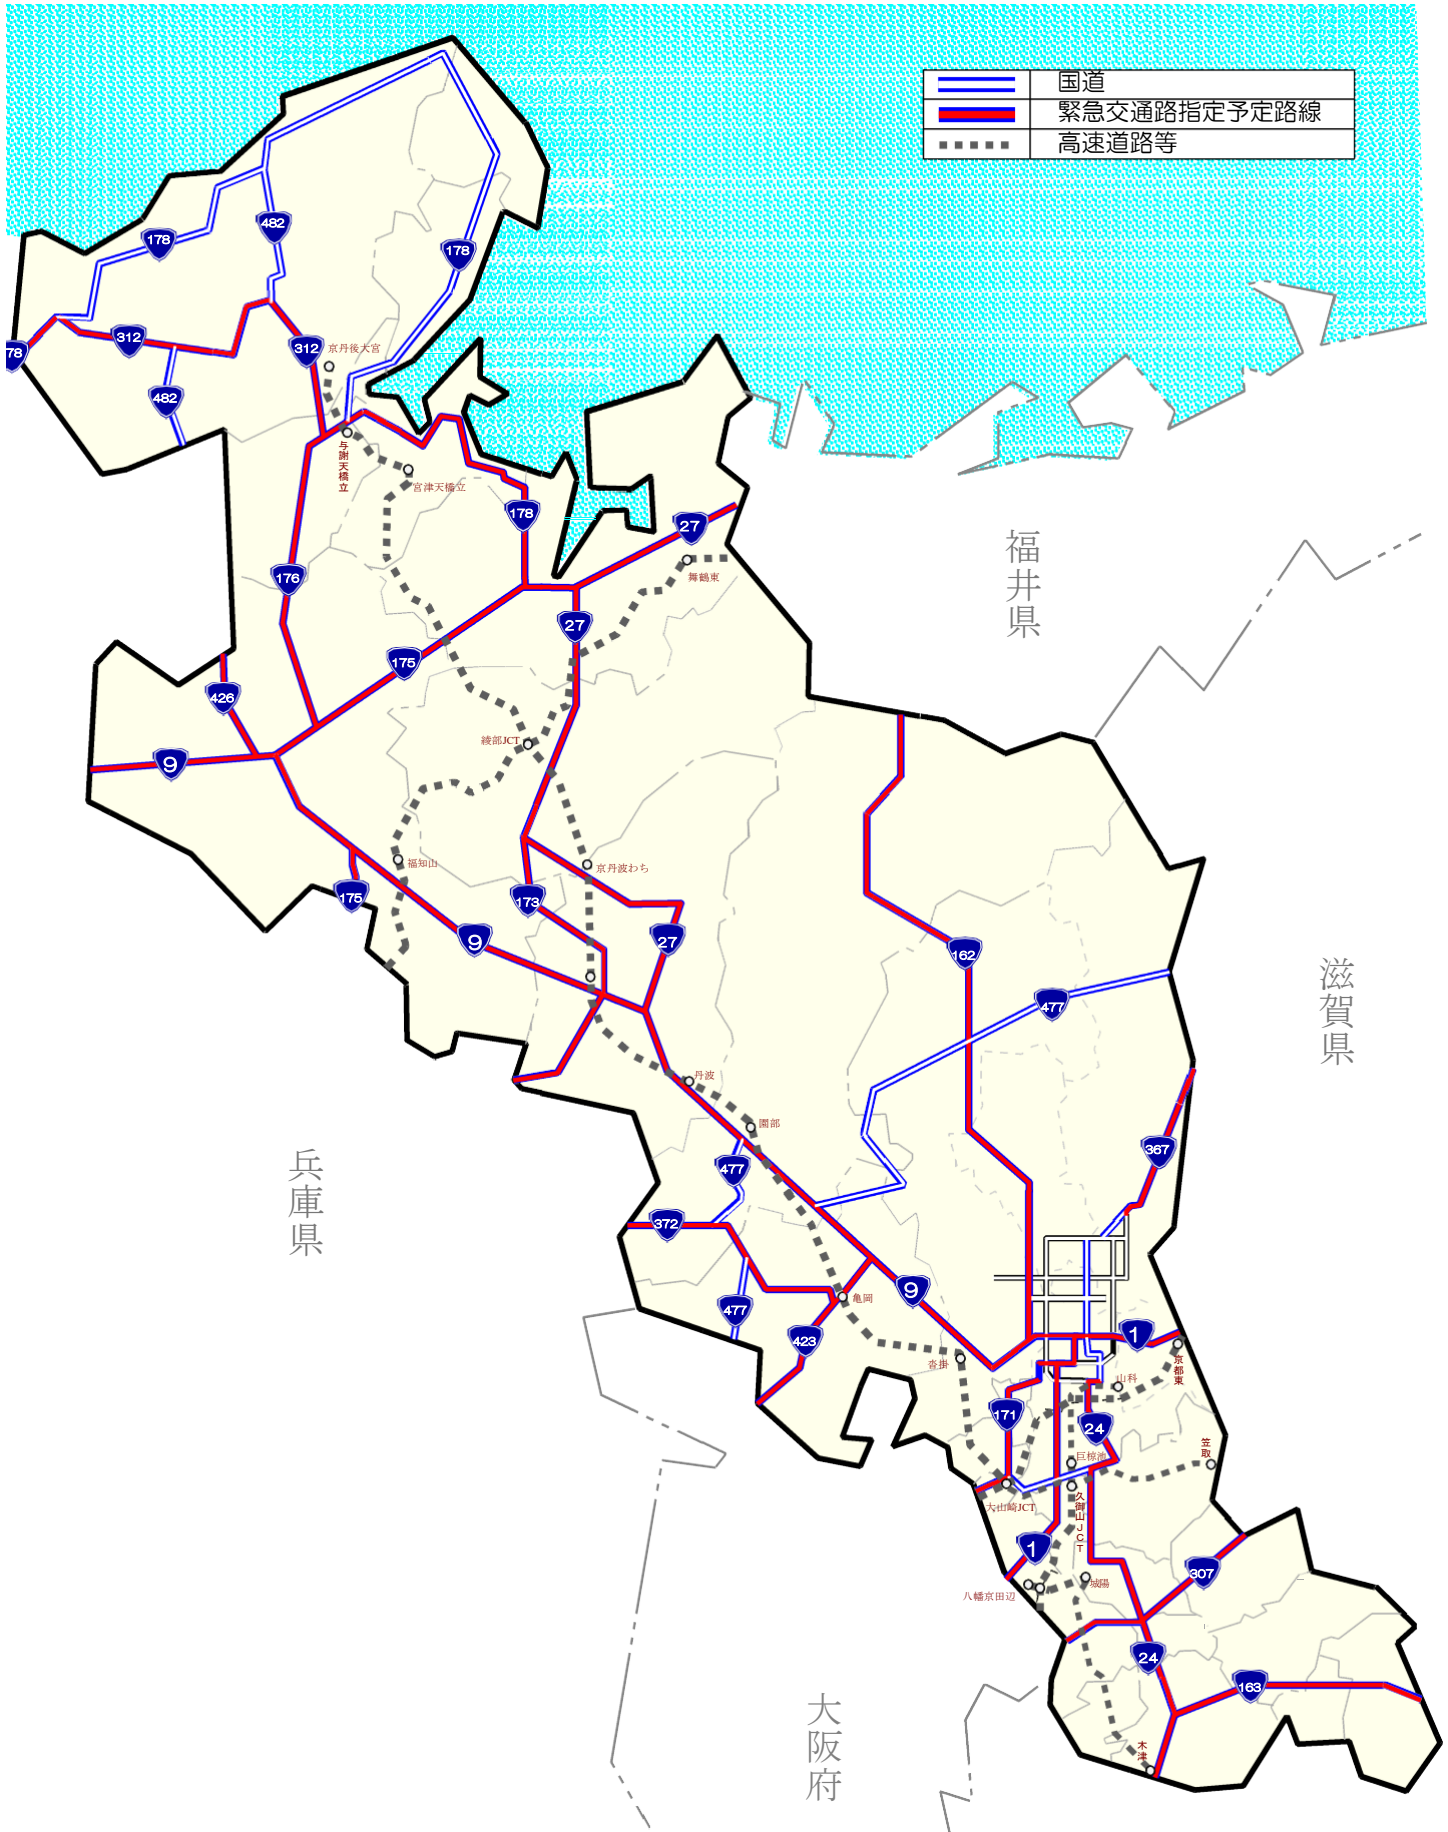 国道
緊急交通路指定予定路線
高速道路等
178
482
178
312
312
78
482
京丹後大宮
与謝天橋立
宮津天橋立
178
27
舞鶴東
福井県
176
27
175
426
9
綾部JCT
福知山
京丹波わち
175
173
9
27
162
477
滋賀県
丹波
園部
兵庫県
477
372
367
亀岡
9
477
423
1
沓掛
京都東
山科
171
24
笠取
巨椋池
大山崎JCT
久御山JCT
1
307
城陽
八幡京田辺
24
163
大阪府
木津